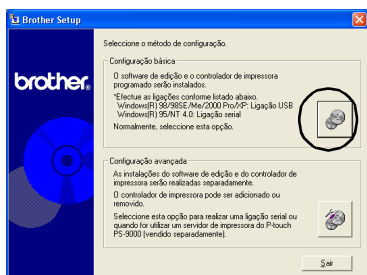 Brother Setup
Seleccione o método de configuração.
brother.
Configuração básica
O software de edição e o controlador de impressora
programado serão instalados.
*Efectue as ligações conforme listado abaixo.
Windows(R) 98/98SE/Me/2000 Pro/XP: Ligação USB
Windows(R) 95/NT 4.0: Ligação serial
Normalmente, seleccione esta opção.
Configuração avançada
As instalações do software de edição e do controlador de
impressora serão realizadas separadamente.
O controlador de impressora pode ser adicionado ou
removido.
Seleccione esta opção para realizar uma ligação serial ou
quando for utilizar um servidor de impressora do P-touch
PS-9000 (vendido separadamente).
Sair